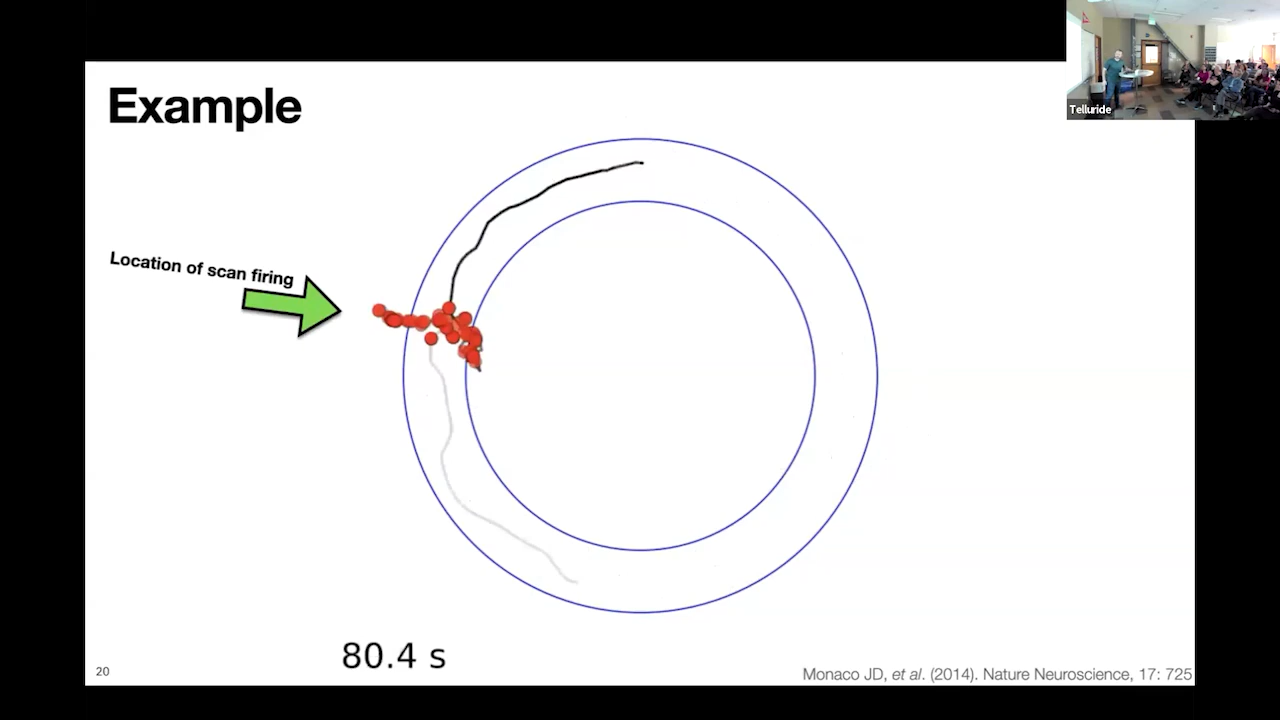 Example
Telluride
Location of scan firing
80.4 s
20
Monaco JD, et al. (2014). Nature Neuroscience, 17: 725